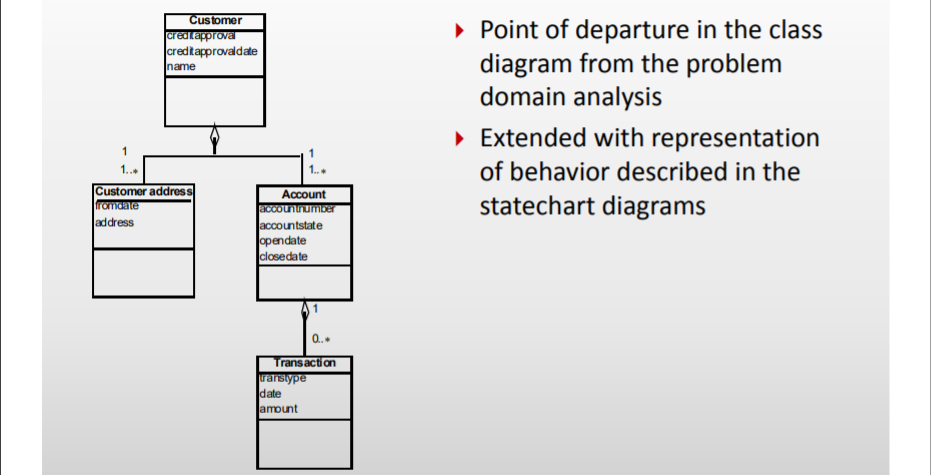 Customer
creditapproval
creditapprovaldate
name
1
1..*
1
1..*
Customer address
fromdate
address
Account
accountnumber
accountstate
opendate
closedate
1
0..*
Transaction
transtype
date
amount
Point of departure in the class
diagram from the problem
domain analysis
Extended with representation
of behavior described in the
statechart diagrams